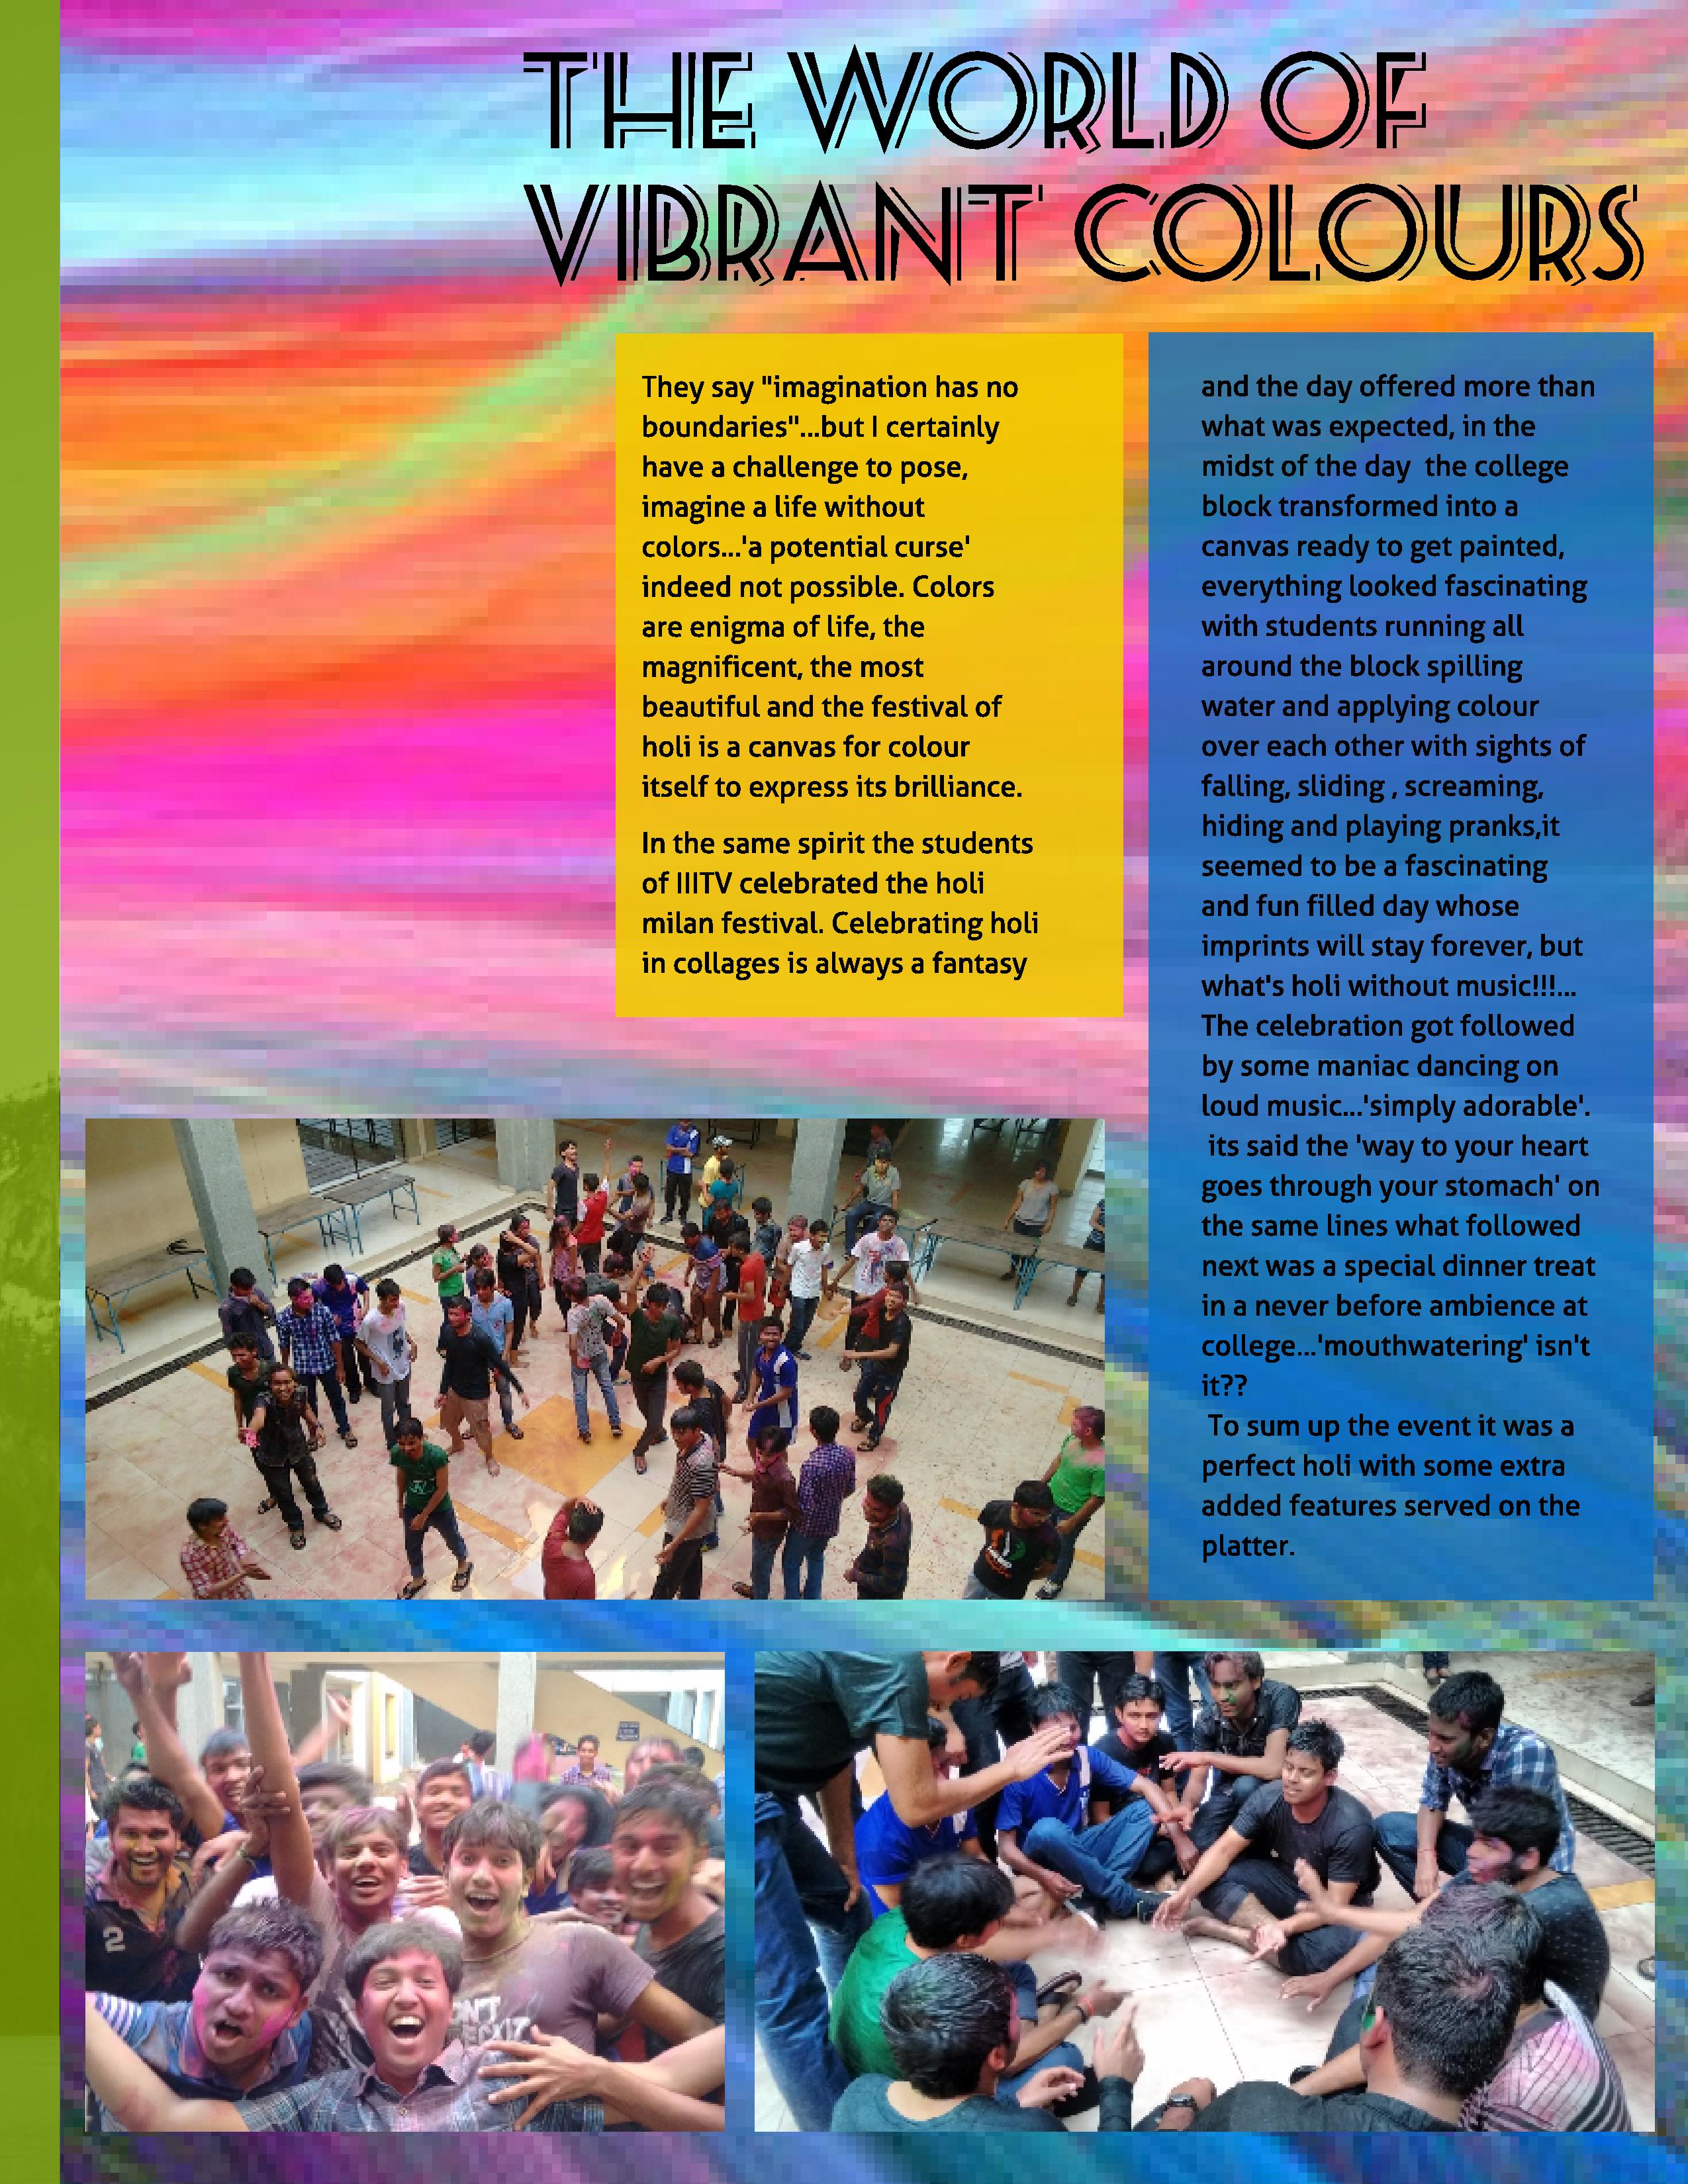 THE WORLD OF
VIBRANT COLOURS
They say "imagination has no
boundaries"...but I certainly
have a challenge to pose,
imagine a life without
colors...'a potential curse'
indeed not possible. Colors
are enigma of life, the
magnificent, the most
beautiful and the festival of
holi is a canvas for colour
itself to express its brilliance.
In the same spirit the students
of IIITV celebrated the holi
milan festival. Celebrating holi
in collages is always a fantasy
and the day offered more than
what was expected, in the
midst of the day  the college
block transformed into a
canvas ready to get painted,
everything looked fascinating
with students running all
around the block spilling
water and applying colour
over each other with sights of
falling, sliding , screaming,
hiding and playing pranks,it
seemed to be a fascinating
and fun filled day whose
imprints will stay forever, but
what's holi without music!!!...
The celebration got followed
by some maniac dancing on
loud music...'simply adorable'.
its said the 'way to your heart
goes through your stomach' on
the same lines what followed
next was a special dinner treat
in a never before ambience at
college...'mouthwatering' isn't
it??
To sum up the event it was a
perfect holi with some extra
added features served on the
platter.
2